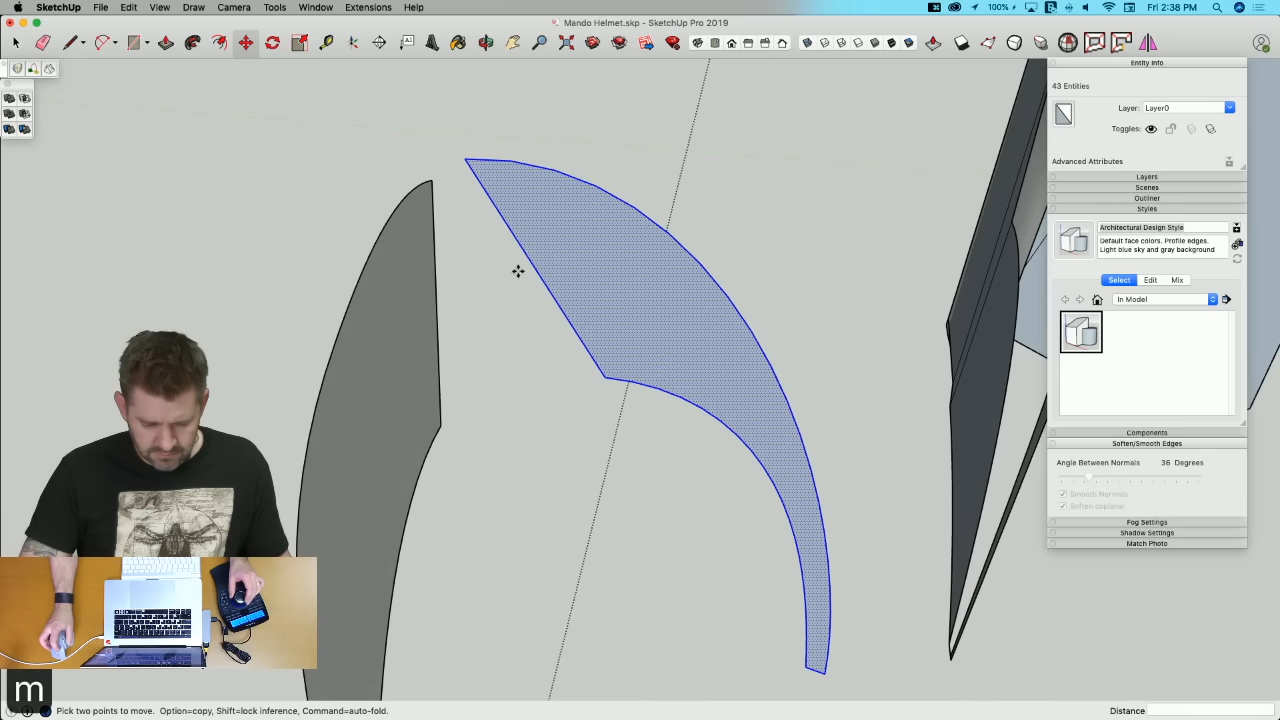 SketchUp File Edit View Draw Camera Tools Window Extensions Help
100% Fri 2:38 PM
Mando Helmet.skp - SketchUp Pro 2019
Entity Info
43 Entities
Layer: Layer0
Toggles:
Advanced Attributes
Layers
Scenes
Outliner
Styles
Architectural Design Style
Default face colors. Profile edges.
Light blue sky and gray background
Select Edit Mix
In Model
Components
Soften/Smooth Edges
Angle Between Normals 36 Degrees
Smooth Normals
Soften coplanar
Fog Settings
Shadow Settings
Match Photo
m
Pick two points to move. Option=copy, Shift=lock inference, Command=auto-fold.
Distance